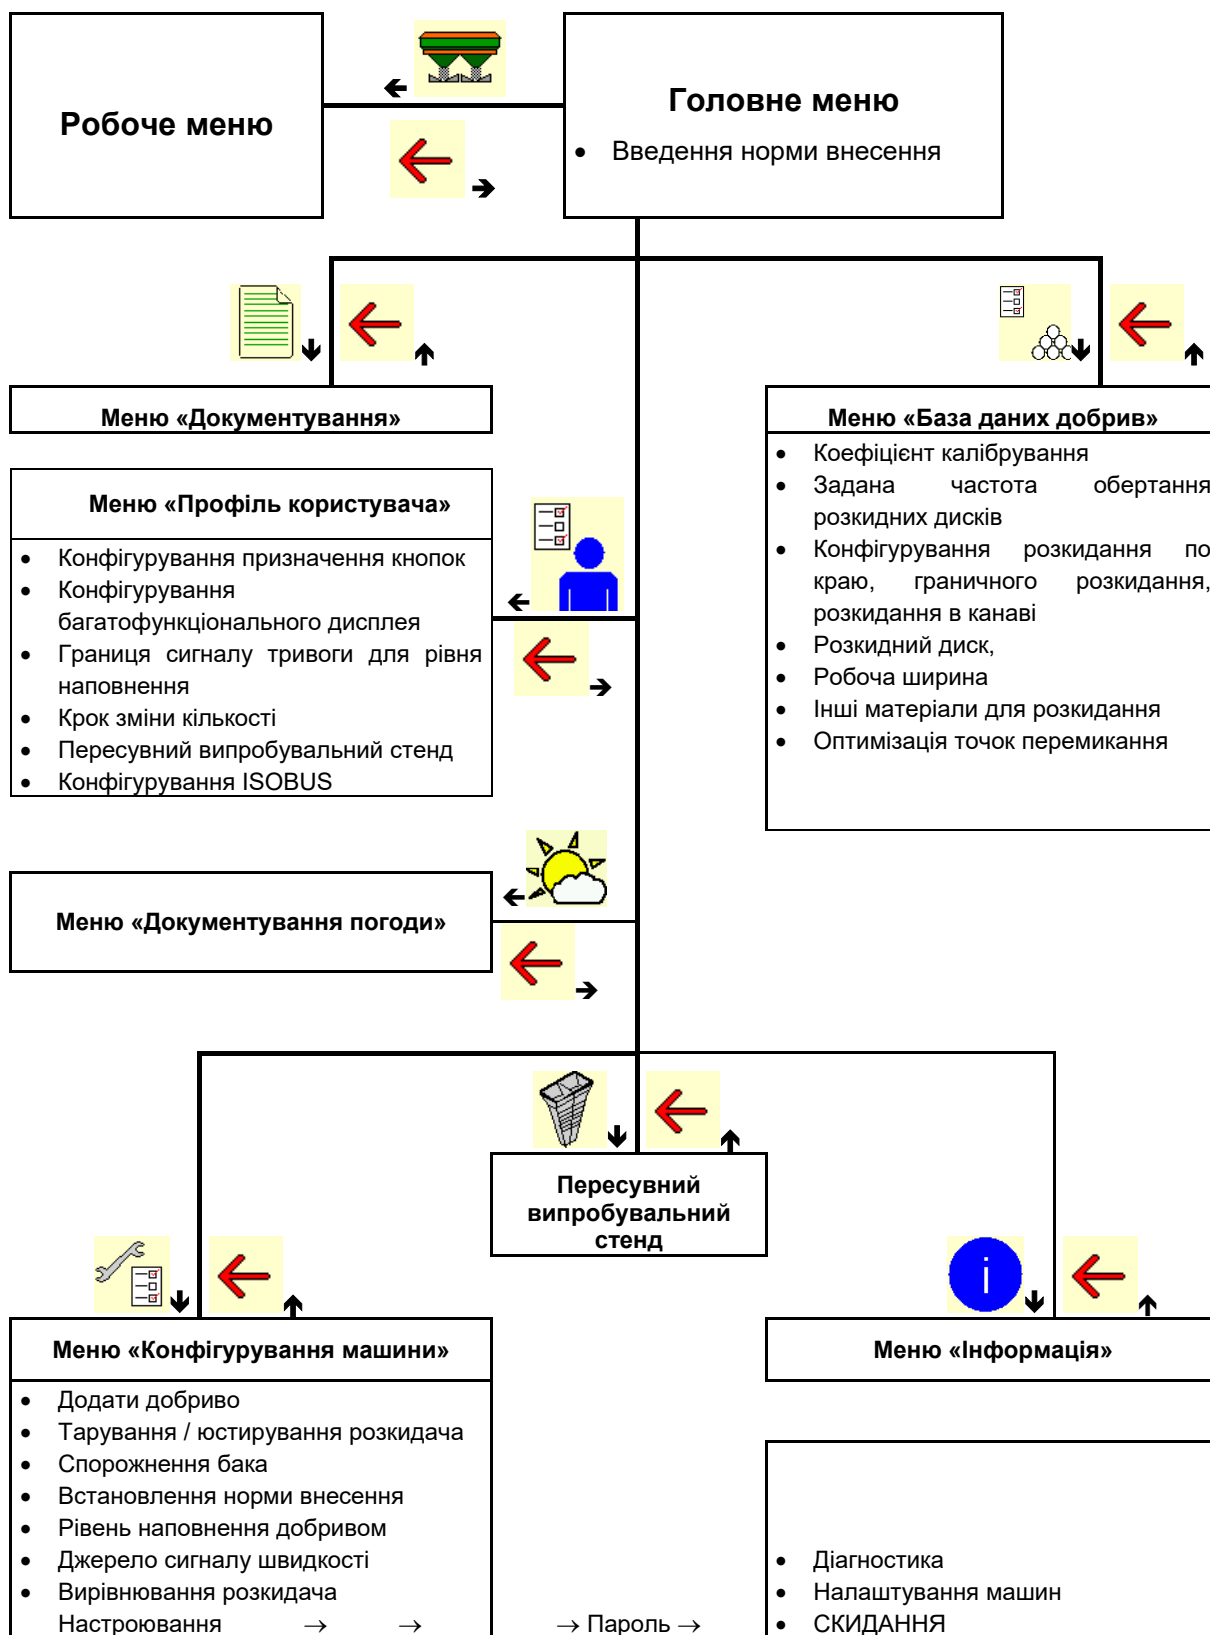 Робоче меню
Головне меню
• Введення норми внесення
Меню «Документування»
Меню «База даних добрив»
• Коефіцієнт калібрування
• Задана частота обертання
розкидних дисків
• Конфігурування розкидання по
краю, граничного розкидання,
розкидання в канаві
• Розкидний диск,
• Робоча ширина
• Інші матеріали для розкидання
• Оптимізація точок перемикання
Меню «Профіль користувача»
• Конфігурування призначення кнопок
• Конфігурування
багатофункціонального дисплея
• Границя сигналу тривоги для рівня
наповнення
• Крок зміни кількості
• Пересувний випробувальний стенд
• Конфігурування ISOBUS
Меню «Документування погоди»
Пересувний
випробувальний
стенд
Меню «Конфігурування машини»
• Додати добриво
• Тарування / юстирування розкидача
• Спорожнення бака
• Встановлення норми внесення
• Рівень наповнення добривом
• Джерело сигналу швидкості
• Вирівнювання розкидача
Настроювання → → → Пароль →
Меню «Інформація»
• Діагностика
• Налаштування машин
• СКИДАННЯ